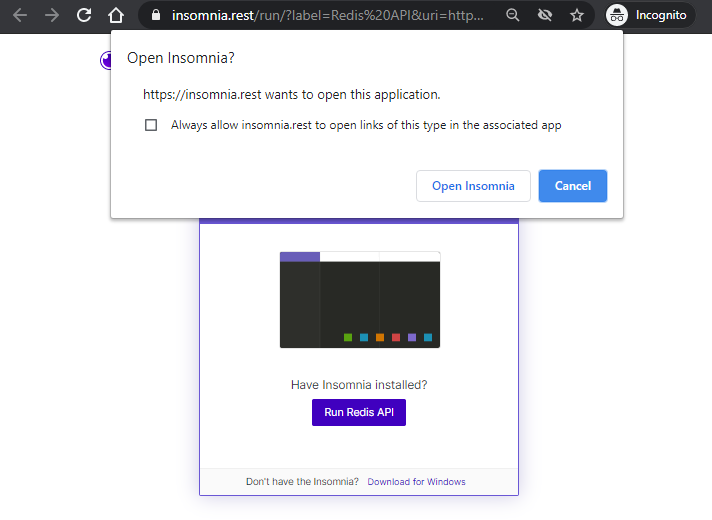 insomnia.rest/run/?label=Redis%20API&uri=http...
Incognito
Open Insomnia?
https://insomnia.rest wants to open this application.
Always allow insomnia.rest to open links of this type in the associated app
Open Insomnia
Cancel
Have Insomnia installed?
Run Redis API
Don't have the Insomnia? Download for Windows